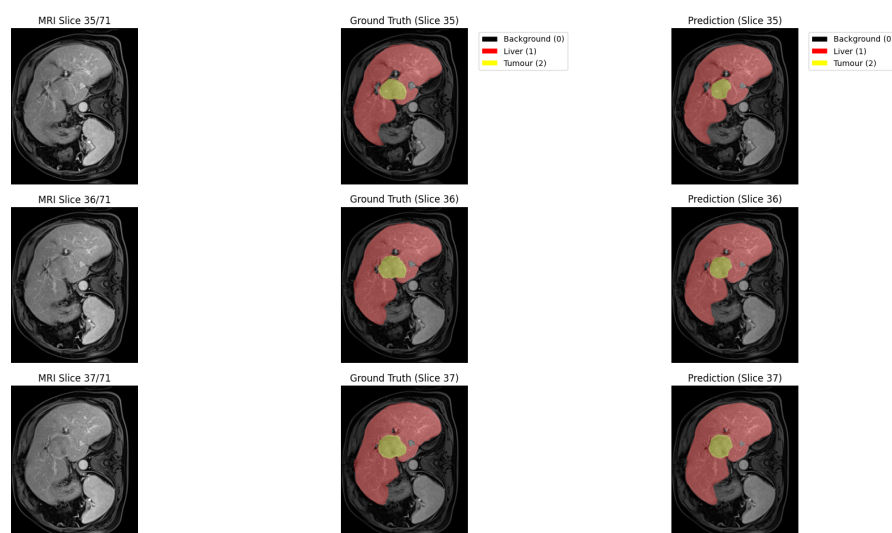 MRI Slice 35/71
Ground Truth (Slice 35)
Background (0)
Liver (1)
Tumour (2)
Prediction (Slice 35)
Background (0
Liver (1)
Tumour (2)
MRI Slice 36/71
Ground Truth (Slice 36)
Prediction (Slice 36)
MRI Slice 37/71
Ground Truth (Slice 37)
Prediction (Slice 37)